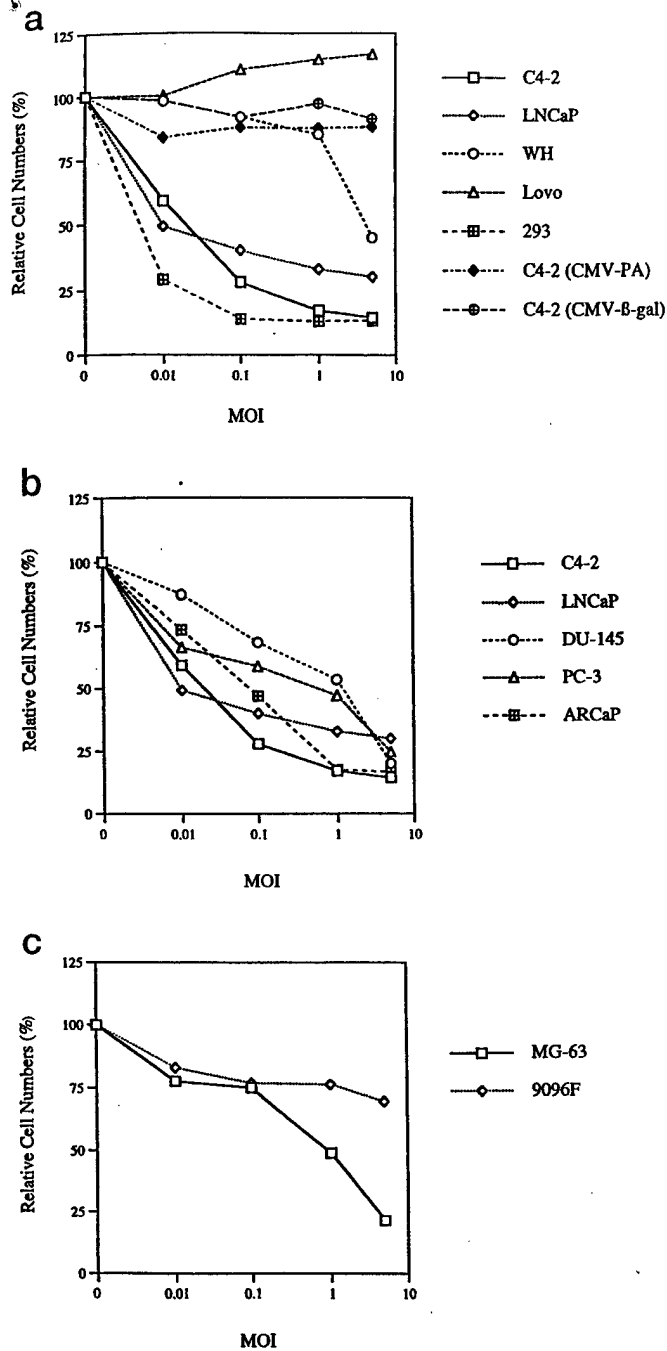 a
Relative Cell Numbers (%)
125
100
75
50
25
0
0 0.01 0.1 1 10
MOI
C4-2
LNCaP
WH
Lovo
293
C4-2 (CMV-PA)
C4-2 (CMV-ß-gal)
b
Relative Cell Numbers (%)
125
100
75
50
25
0
0 0.01 0.1 1 10
MOI
C4-2
LNCaP
DU-145
PC-3
ARCaP
c
Relative Cell Numbers (%)
125
100
75
50
25
0
0 0.01 0.1 1 10
MOI
MG-63
9096F